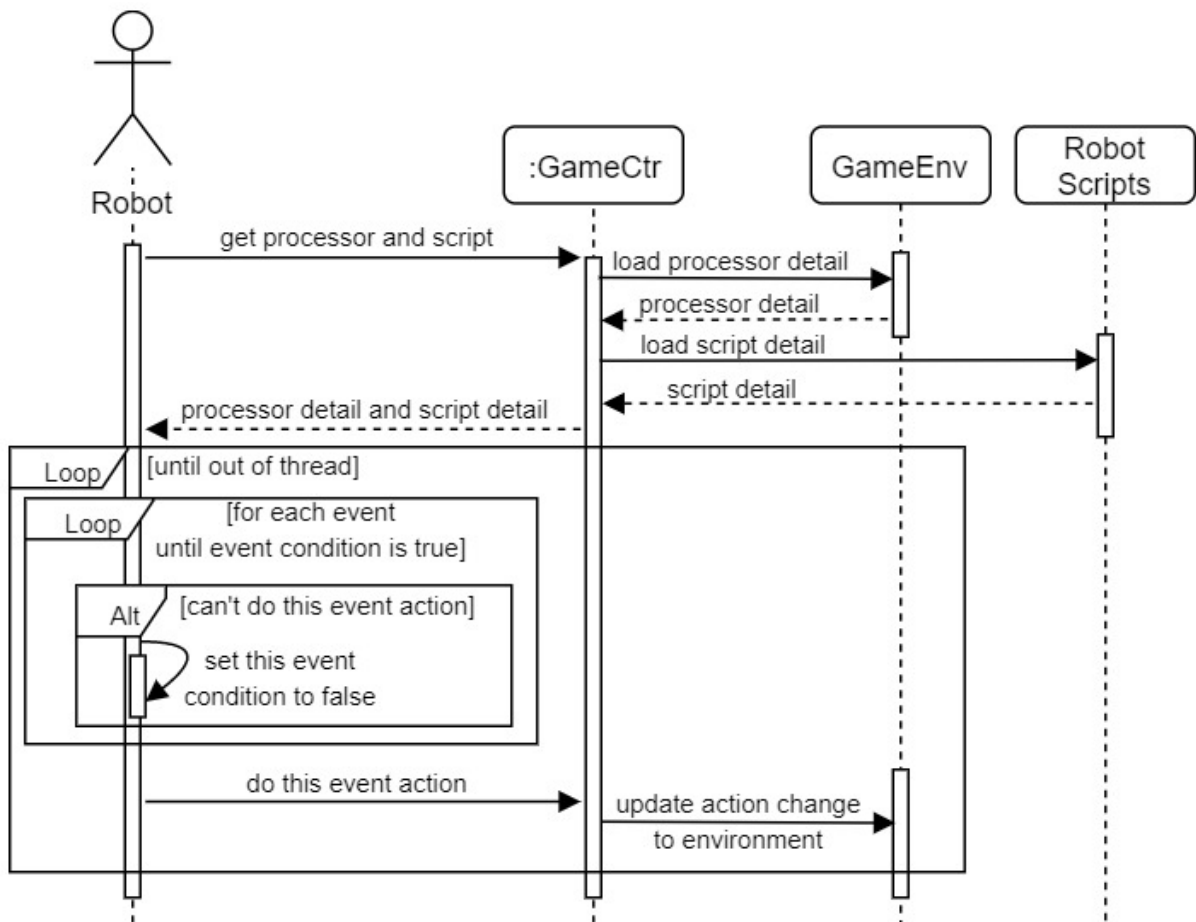 Robot
:GameCtr
GameEnv
Robot
Scripts
get processor and script
load processor detail
processor detail
load script detail
script detail
processor detail and script detail
Loop
[until out of thread]
Loop
[for each event
until event condition is true]
Alt
[can't do this event action]
set this event
condition to false
do this event action
update action change
to environment